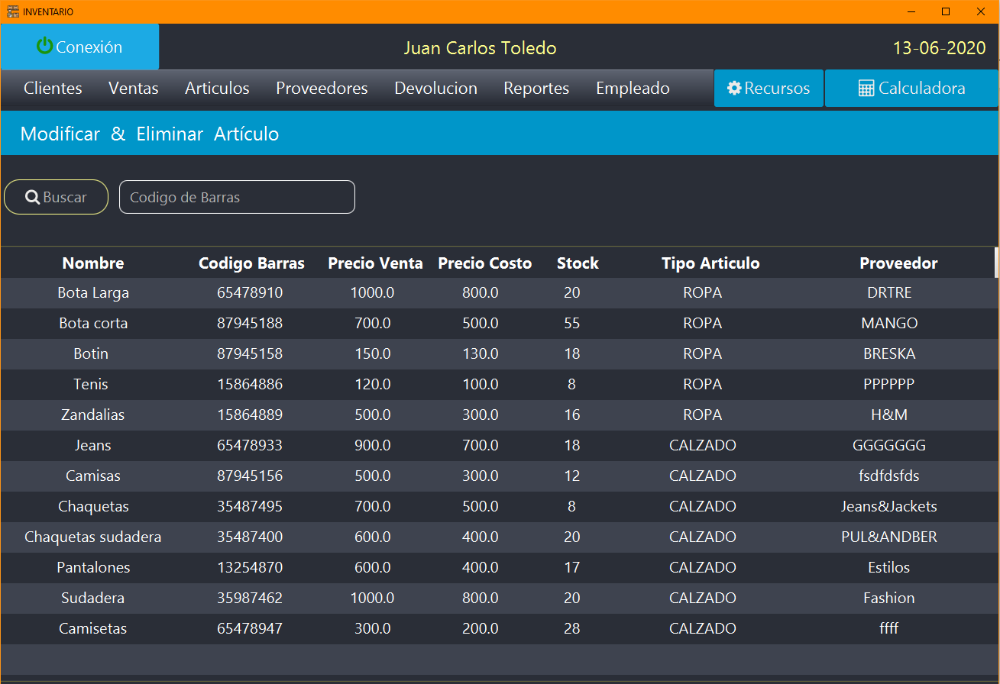 INVENTARIO
Conexión Juan Carlos Toledo 13-06-2020
Clientes Ventas Articulos Proveedores Devolucion Reportes Empleado Recursos Calculadora
Modificar & Eliminar Artículo
Buscar Codigo de Barras
Nombre Codigo Barras Precio Venta Precio Costo Stock Tipo Articulo Proveedor
Bota Larga 65478910 1000.0 800.0 20 ROPA DRTRE
Bota corta 87945188 700.0 500.0 55 ROPA MANGO
Botin 87945158 150.0 130.0 18 ROPA BRESKA
Tenis 15864886 120.0 100.0 8 ROPA PPPPPP
Zandalias 15864889 500.0 300.0 16 ROPA H&M
Jeans 65478933 900.0 700.0 18 CALZADO GGGGGGG
Camisas 87945156 500.0 300.0 12 CALZADO fsdfdsfds
Chaquetas 35487495 700.0 500.0 8 CALZADO Jeans&Jackets
Chaquetas sudadera 35487400 600.0 400.0 20 CALZADO PUL&ANDBER
Pantalones 13254870 600.0 400.0 17 CALZADO Estilos
Sudadera 35987462 1000.0 800.0 20 CALZADO Fashion
Camisetas 65478947 300.0 200.0 28 CALZADO ffff